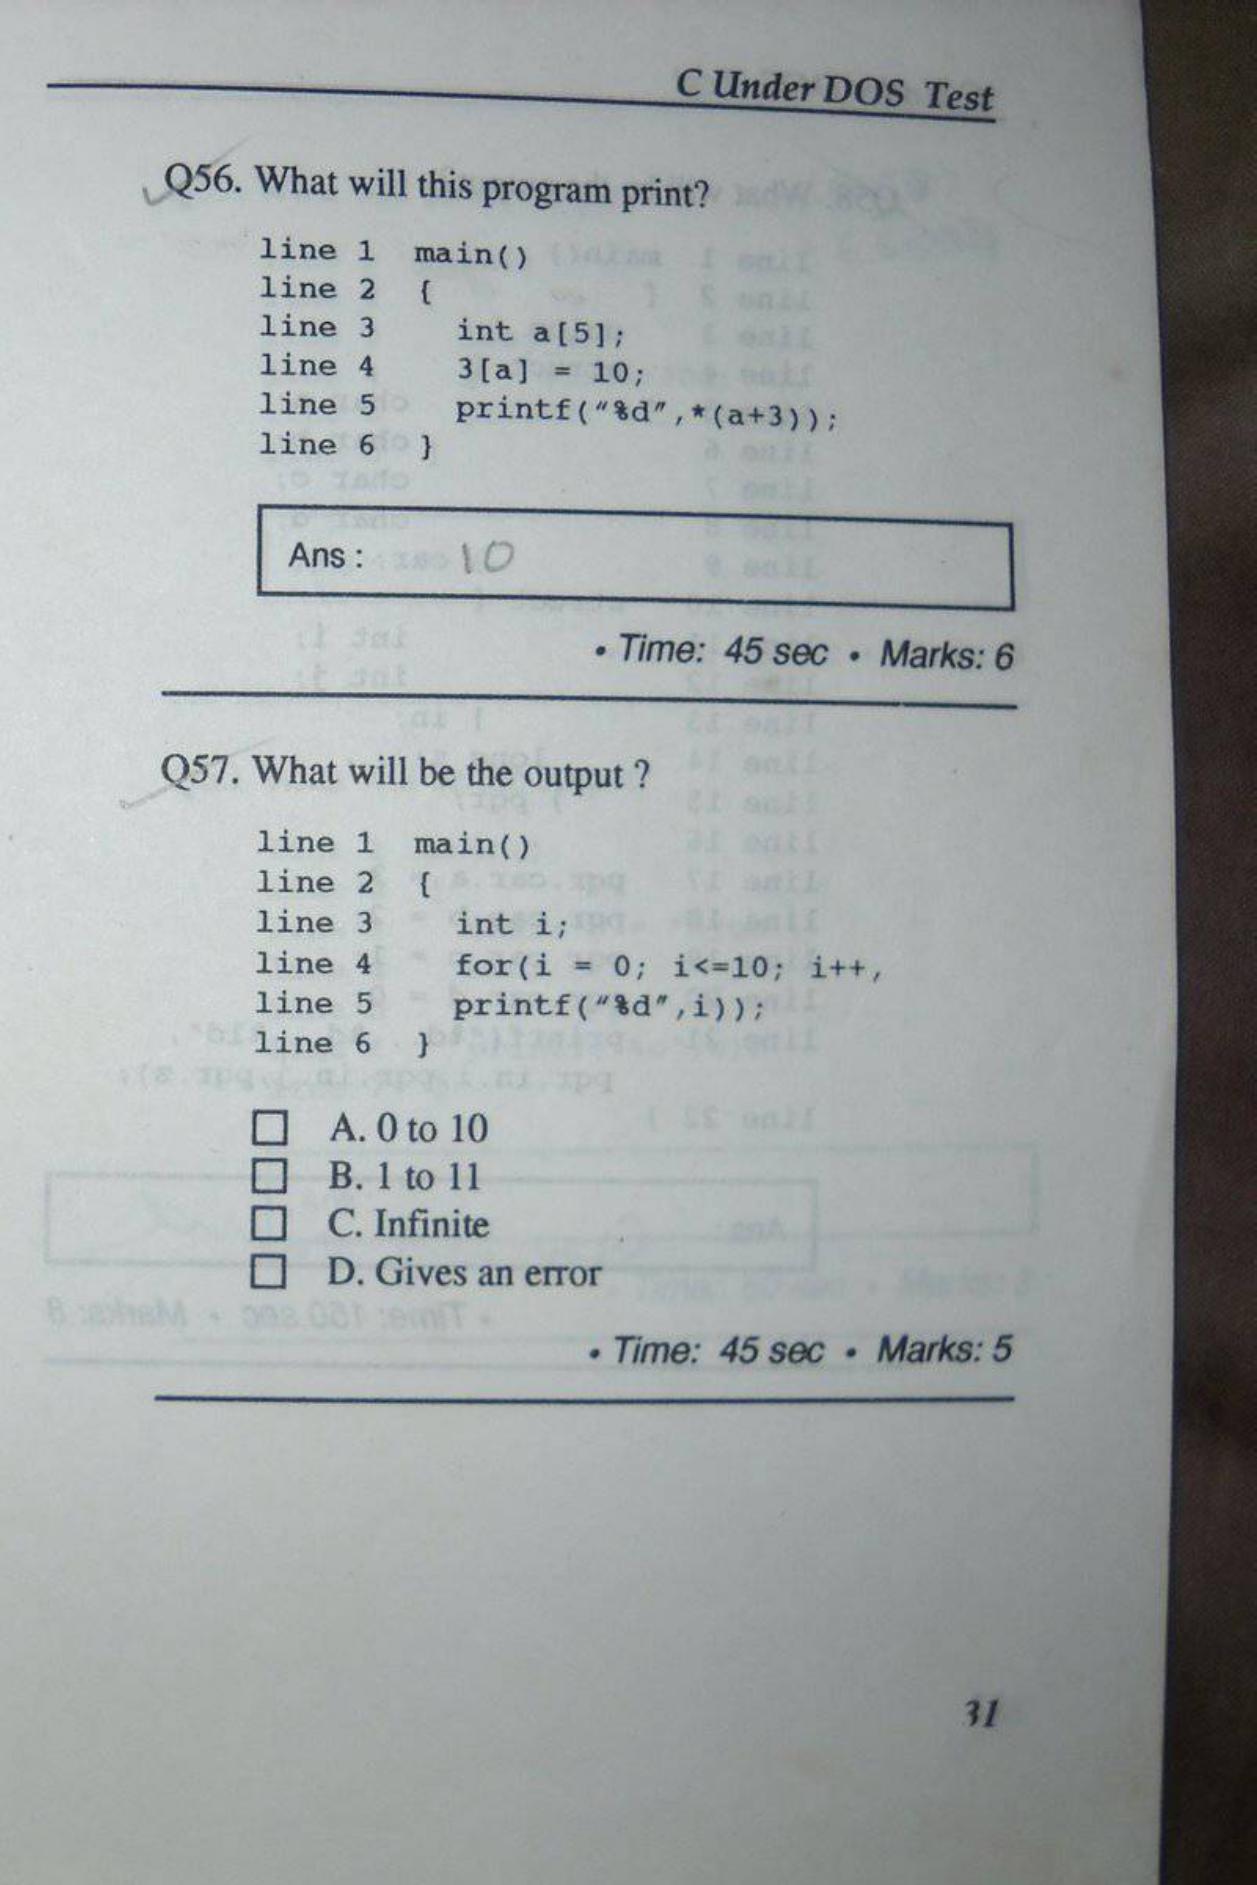 C Under DOS Test
Q56. What will this program print?
line 1 main()
line 2 {
line 3 int a[5];
line 4 3[a] = 10;
line 5 printf("%d",*(a+3));
line 6 }
Ans : 10
• Time: 45 sec • Marks: 6
Q57. What will be the output ?
line 1 main()
line 2 {
line 3 int i;
line 4 for(i = 0; i<=10; i++,
line 5 printf("%d",i));
line 6 }
A. 0 to 10
B. 1 to 11
C. Infinite
D. Gives an error
• Time: 45 sec • Marks: 5
31